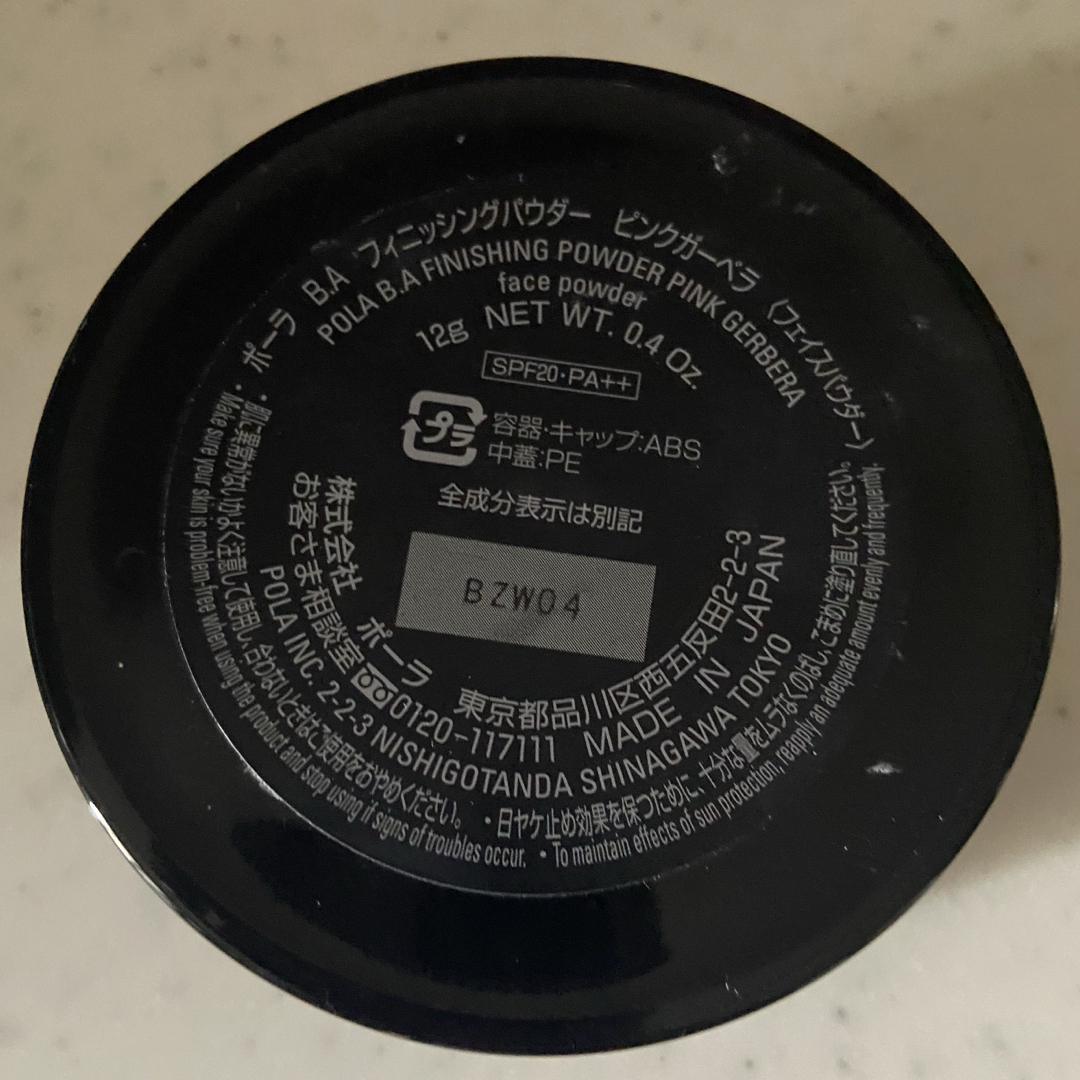 ポーラ B.A フィニッシングパウダー ピンクガーベラ 〈フェイスパウダー〉
POLA B.A FINISHING POWDER PINK GERBERA
face powder
12g NET WT. 0.4 Oz.
SPF20・PA++
プラ
容器・キャップ:ABS
中蓋:PE
全成分表示は別記
BZW04
株式会社 ポーラ 東京都品川区西五反田2-2-3
お客さま相談室 0120-117111 MADE IN JAPAN
POLA INC. 2-2-3 NISHIGOTANDA SHINAGAWA TOKYO
・肌に異常がないかよく注意して使用し、合わないときはご使用をおやめください。 ・日ヤケ止め効果を保つために、十分な量をムラなくのばし、こまめに塗り直してください。
Make sure your skin is problem-free when using the product and stop using if signs of troubles occur. • To maintain effects of sun protection, reapply an adequate amount evenly and frequently.